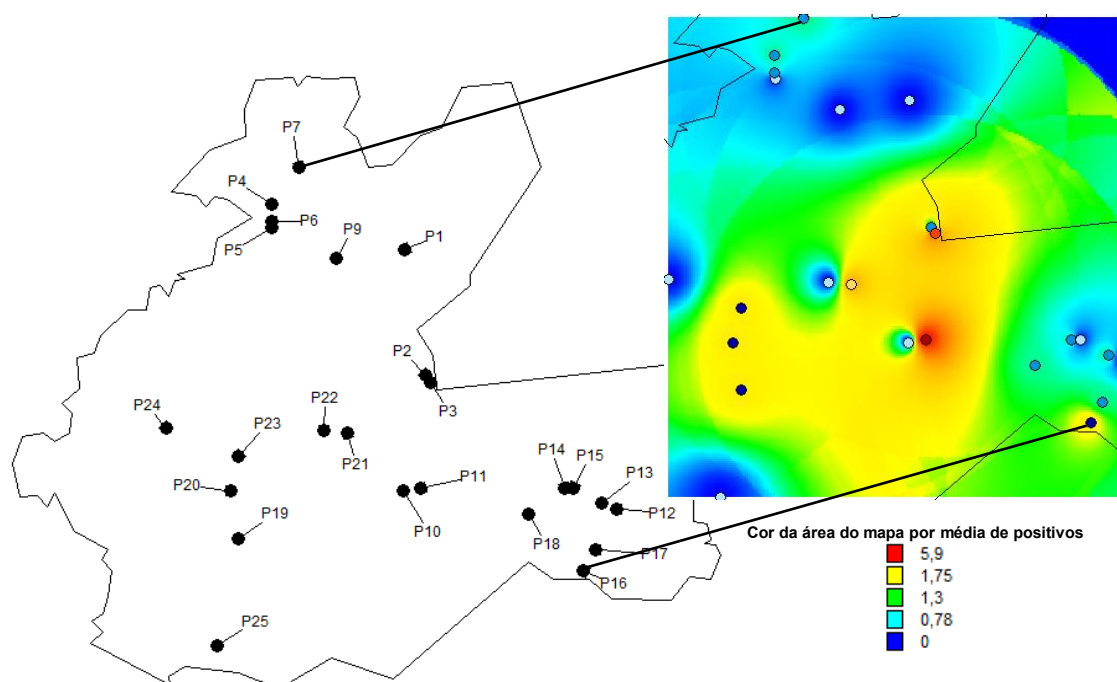 P7
P4
P6
P5
P9
P1
P2
P3
P24
P23
P22
P21
P20
P11
P10
P14
P15
P13
P12
P19
P18
P17
P16
P25
Cor da área do mapa por média de positivos
5,9
1,75
1,3
0,78
0